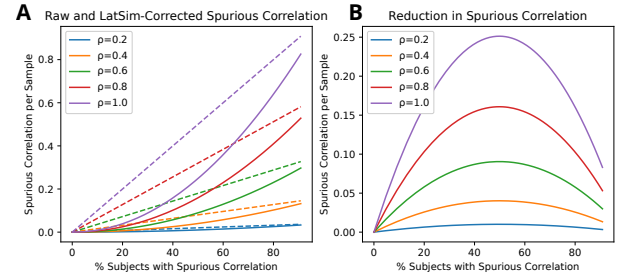 A
Raw and LatSim-Corrected Spurious Correlation
Spurious Correlation per Sample
0.8
0.6
0.4
0.2
0.0
ρ=0.2
ρ=0.4
ρ=0.6
ρ=0.8
ρ=1.0
0 20 40 60 80
% Subjects with Spurious Correlation
B
Reduction in Spurious Correlation
Spurious Correlation per Sample
0.25
0.20
0.15
0.10
0.05
0.00
ρ=0.2
ρ=0.4
ρ=0.6
ρ=0.8
ρ=1.0
0 20 40 60 80
% Subjects with Spurious Correlation